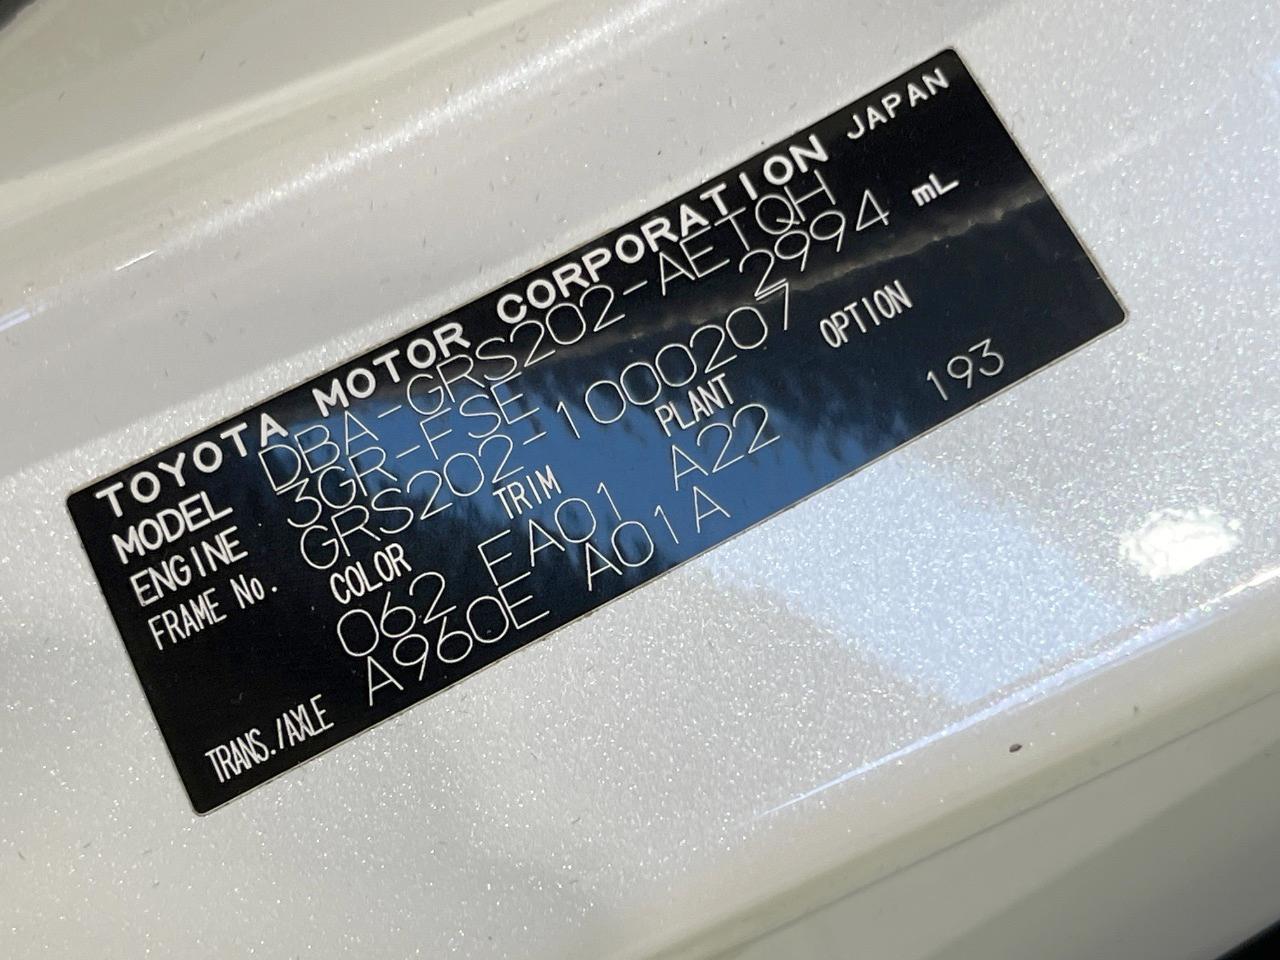 TOYOTA MOTOR CORPORATION JAPAN
MODEL DBA-GRS202-AETQH
ENGINE 3GR-FSE 2994 mL
FRAME No. GRS202-1000207
COLOR TRIM PLANT OPTION
062 EA01 A22 193
TRANS./AXLE A960E A01A